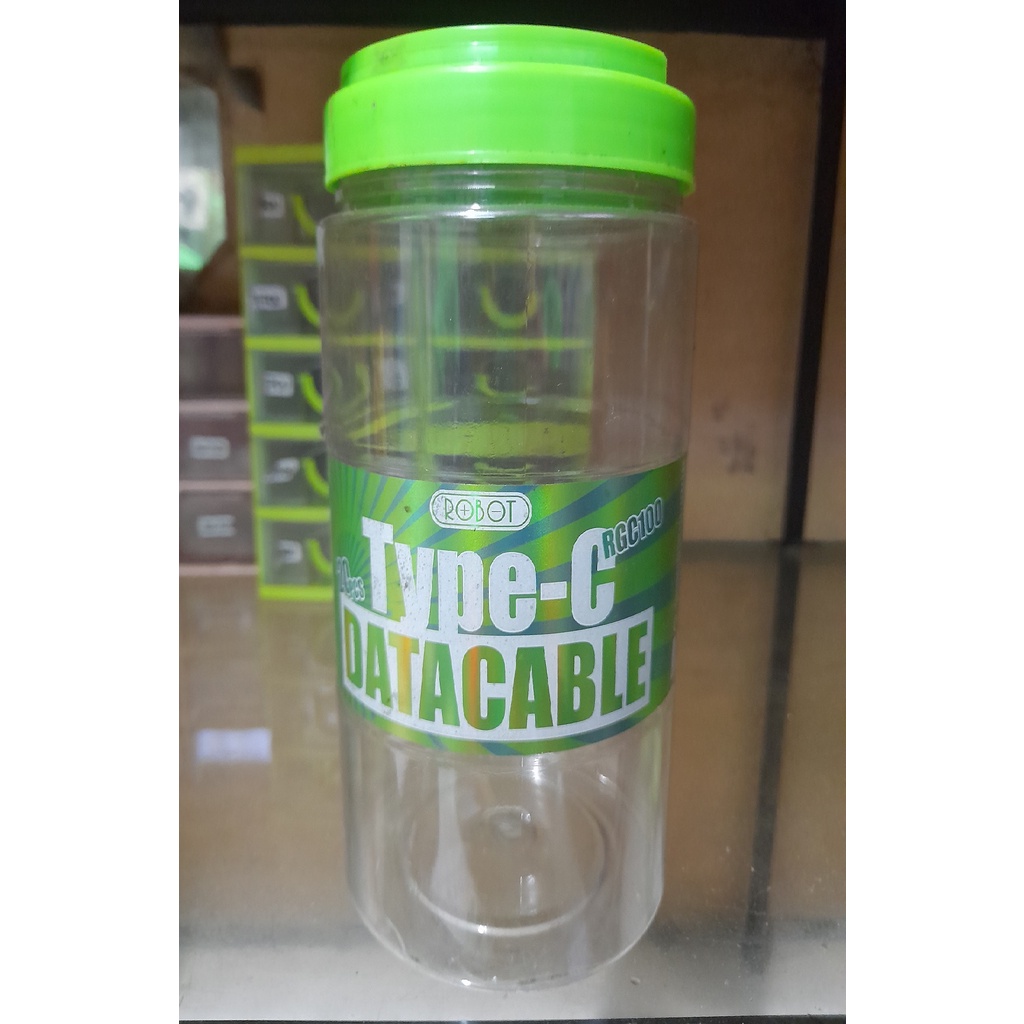 ROBOT
Type-C
RGC100
DATACABLE